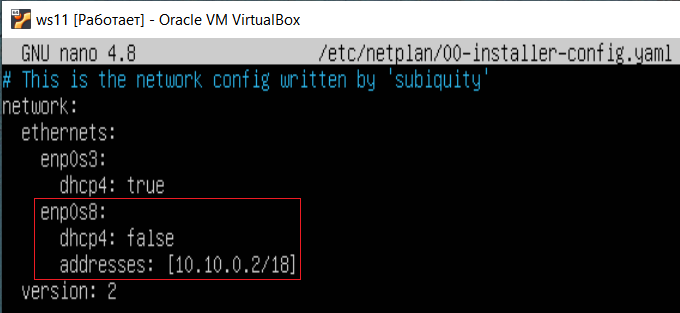 ws11 [Работает] - Oracle VM VirtualBox
GNU nano 4.8 /etc/netplan/00-installer-config.yaml
# This is the network config written by 'subiquity'
network:
  ethernets:
    enp0s3:
      dhcp4: true
    enp0s8:
      dhcp4: false
      addresses: [10.10.0.2/18]
  version: 2